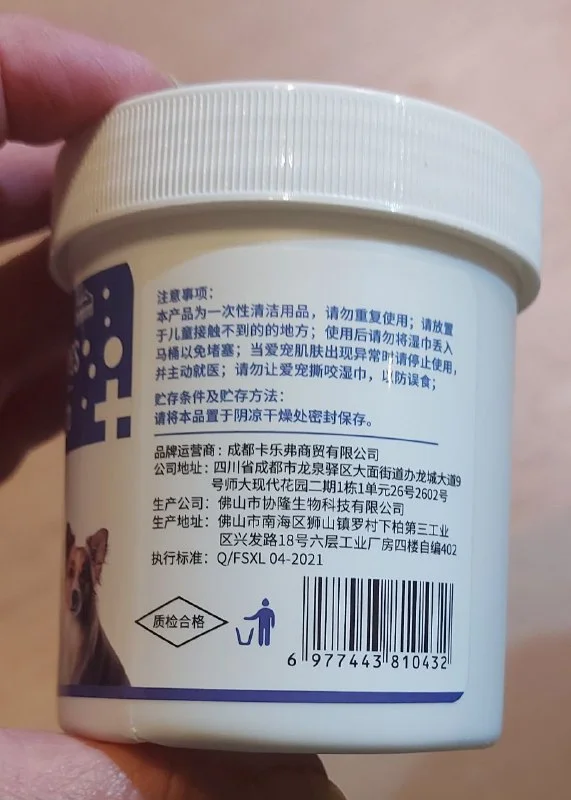 注意事项：
本产品为一次性清洁用品，请勿重复使用；请放置
于儿童接触不到的的地方；使用后请勿将湿巾丢入
马桶以免堵塞；当爱宠肌肤出现异常时请停止使用，
并主动就医；请勿让爱宠撕咬湿巾，以防误食；
贮存条件及贮存方法：
请将本品置于阴凉干燥处密封保存。
品牌运营商：成都卡乐弗商贸有限公司
公司地址：四川省成都市龙泉驿区大面街道办龙城大道9
号师大现代花园二期1栋1单元26号2602号
生产公司：佛山市协隆生物科技有限公司
生产地址：佛山市南海区狮山镇罗村下柏第三工业
区兴发路18号六层工业厂房四楼自编402
执行标准：Q/FSXL 04-2021
质检合格
6 977443 810432